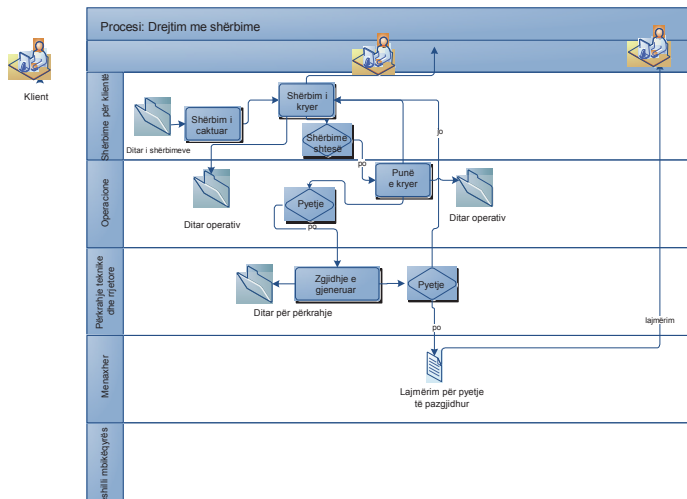 Procesi: Drejtim me shërbime
Klient
Shërbime për klientë
Shërbim i
caktuar
Shërbim i
kryer
Ditar i shërbimeve
Shërbime
shtesë
po
jo
Operacione
Punë
e kryer
Ditar operativ
Pyetje
po
Ditar operativ
Përkrahje teknike
dhe rrjetore
Zgjidhje e
gjeneruar
Pyetje
Ditar për përkrahje
po
lajmërim
Menaxher
Lajmërim për pyetje
të pazgjidhur
eshilli mbikëqyrës